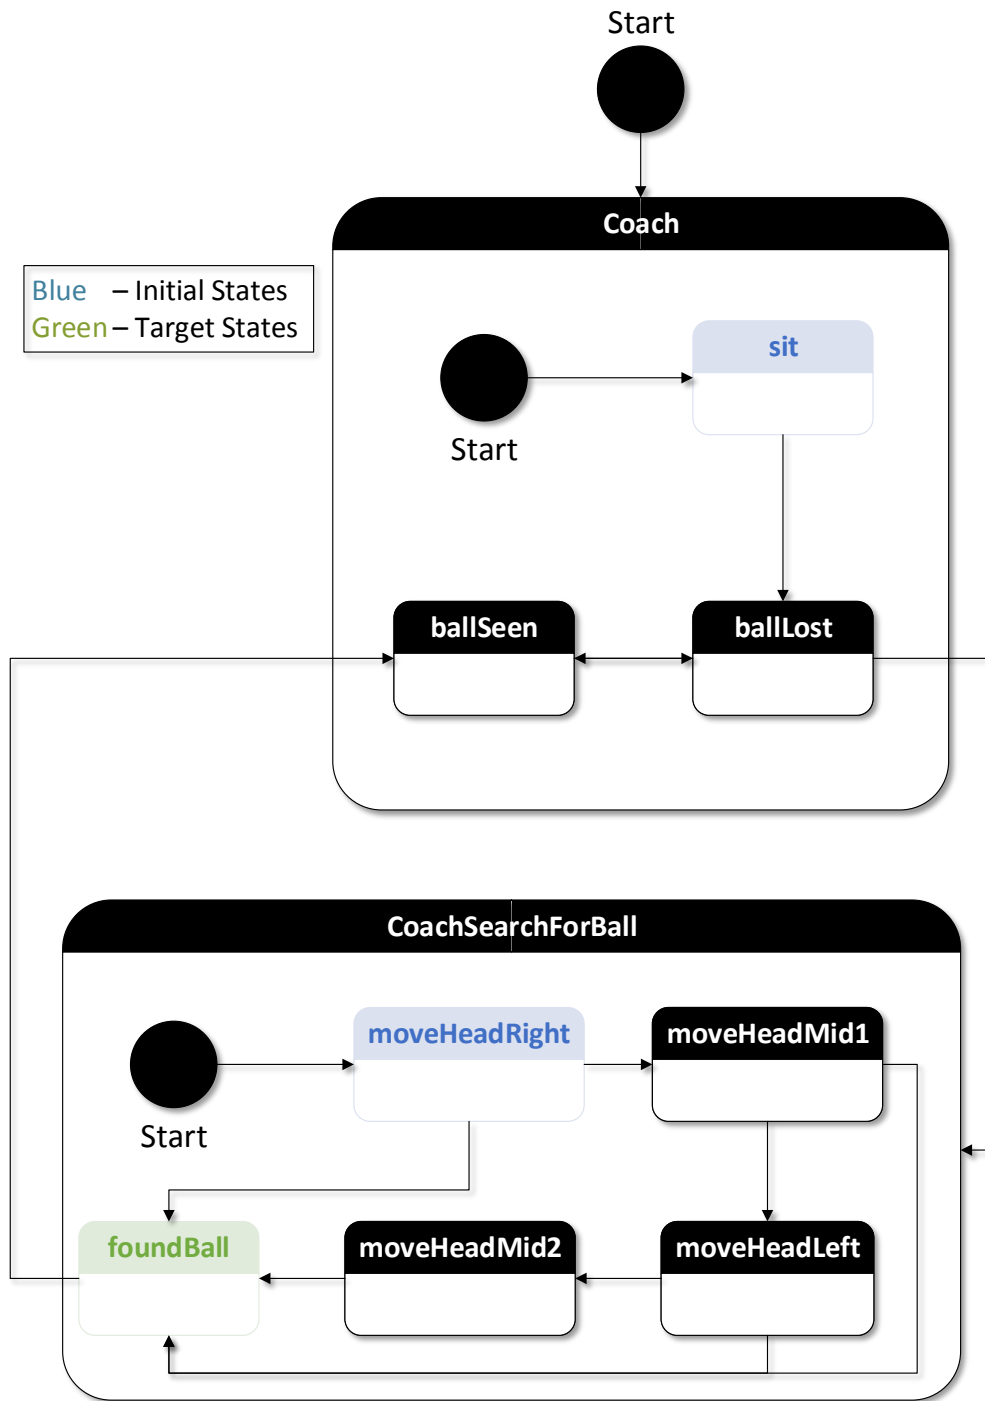 Start
Coach
Blue – Initial States
Green – Target States
sit
Start
ballSeen
ballLost
CoachSearchForBall
moveHeadRight
moveHeadMid1
Start
foundBall
moveHeadMid2
moveHeadLeft